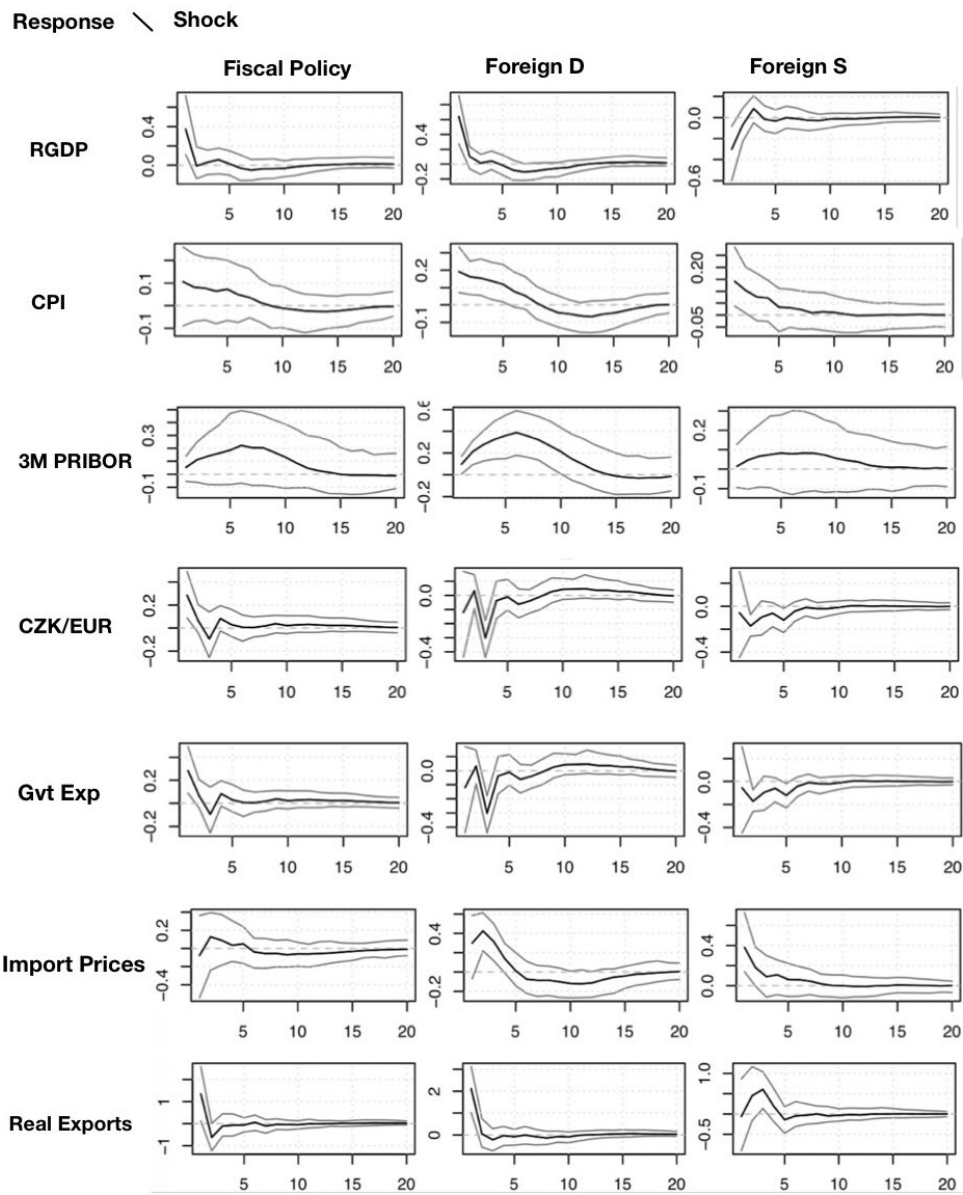 Response \ Shock
Fiscal Policy Foreign D Foreign S
RGDP
0.4 0.0
5 10 15 20
0.4 -0.2
5 10 15 20
0.0 -0.6
5 10 15 20
CPI
0.1 -0.1
5 10 15 20
0.2 -0.1
5 10 15 20
0.20 -0.05
5 10 15 20
3M PRIBOR
0.3 -0.1
5 10 15 20
0.6 0.2 -0.2
5 10 15 20
0.2 -0.1
5 10 15 20
CZK/EUR
0.2 -0.2
5 10 15 20
0.0 -0.4
5 10 15 20
0.0 -0.4
5 10 15 20
Gvt Exp
0.2 -0.2
5 10 15 20
0.0 -0.4
5 10 15 20
0.0 -0.4
5 10 15 20
Import Prices
0.2 -0.4
5 10 15 20
0.4 -0.2
5 10 15 20
0.4 0.0
5 10 15 20
Real Exports
1 -1
5 10 15 20
2 0
5 10 15 20
1.0 -0.5
5 10 15 20